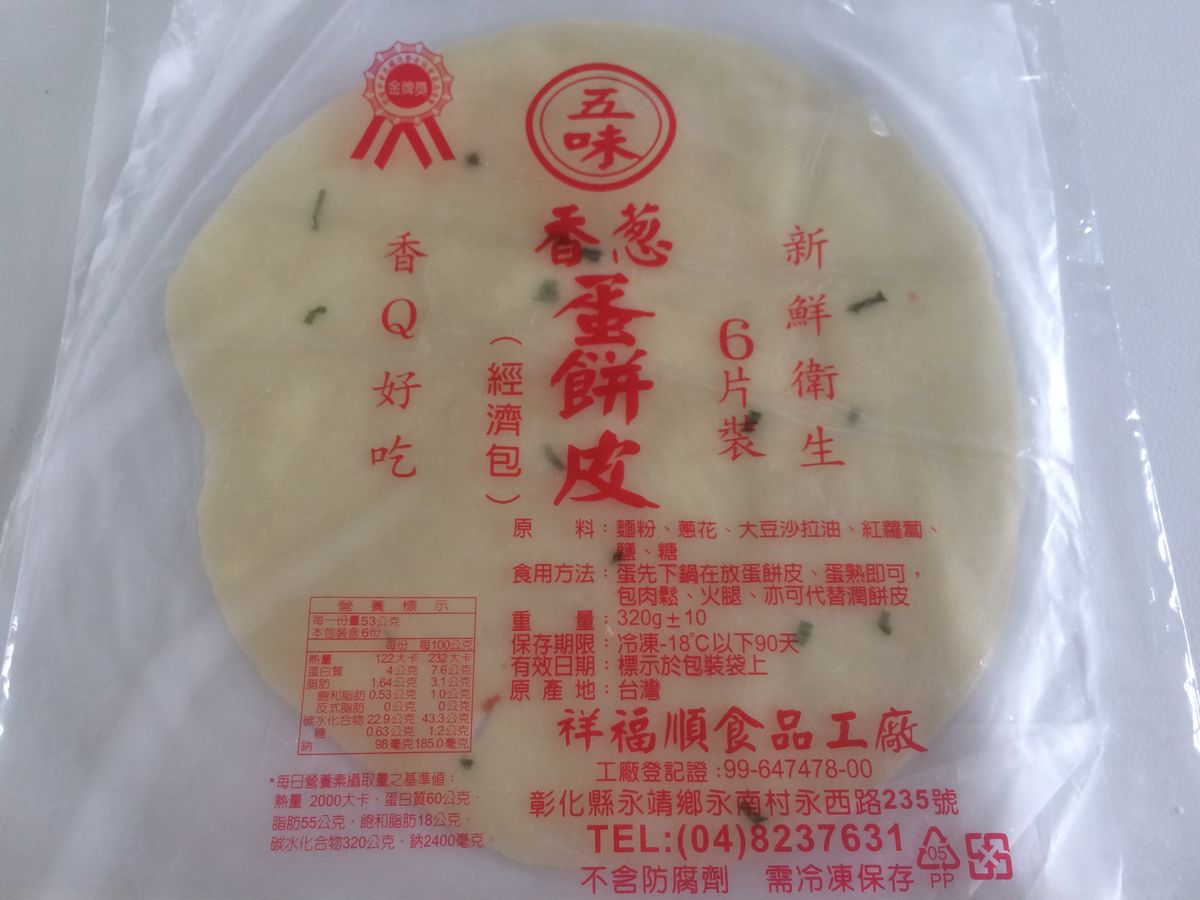 金牌獎
五味
香葱
蛋餅皮
(經濟包)
新鮮衛生
6片裝
香Q好吃
原 料:麵粉、蔥花、大豆沙拉油、紅蘿蔔、
鹽、糖
食用方法:蛋先下鍋在放蛋餅皮、蛋熟即可,
包肉鬆、火腿、亦可代替潤餅皮
重 量:320g±10
保存期限:冷凍-18℃以下90天
有效日期:標示於包裝袋上
原 產 地:台灣
營 養 標 示
每一份量53公克
本包裝含6份
每份 每100公克
熱量 122大卡 232大卡
蛋白質 4公克 7.6公克
脂肪 1.64公克 3.1公克
飽和脂肪 0.53公克 1.0公克
反式脂肪 0公克 0公克
碳水化合物 22.9公克 43.3公克
糖 0.63公克 1.2公克
鈉 98毫克 185.0毫克
*每日營養素攝取量之基準值:
熱量 2000大卡、蛋白質60公克、
脂肪55公克、飽和脂肪18公克、
碳水化合物320公克、鈉2400毫克。
祥福順食品工廠
工廠登記證:99-647478-00
彰化縣永靖鄉永南村永西路235號
TEL:(04)8237631
不含防腐劑 需冷凍保存
05
PP